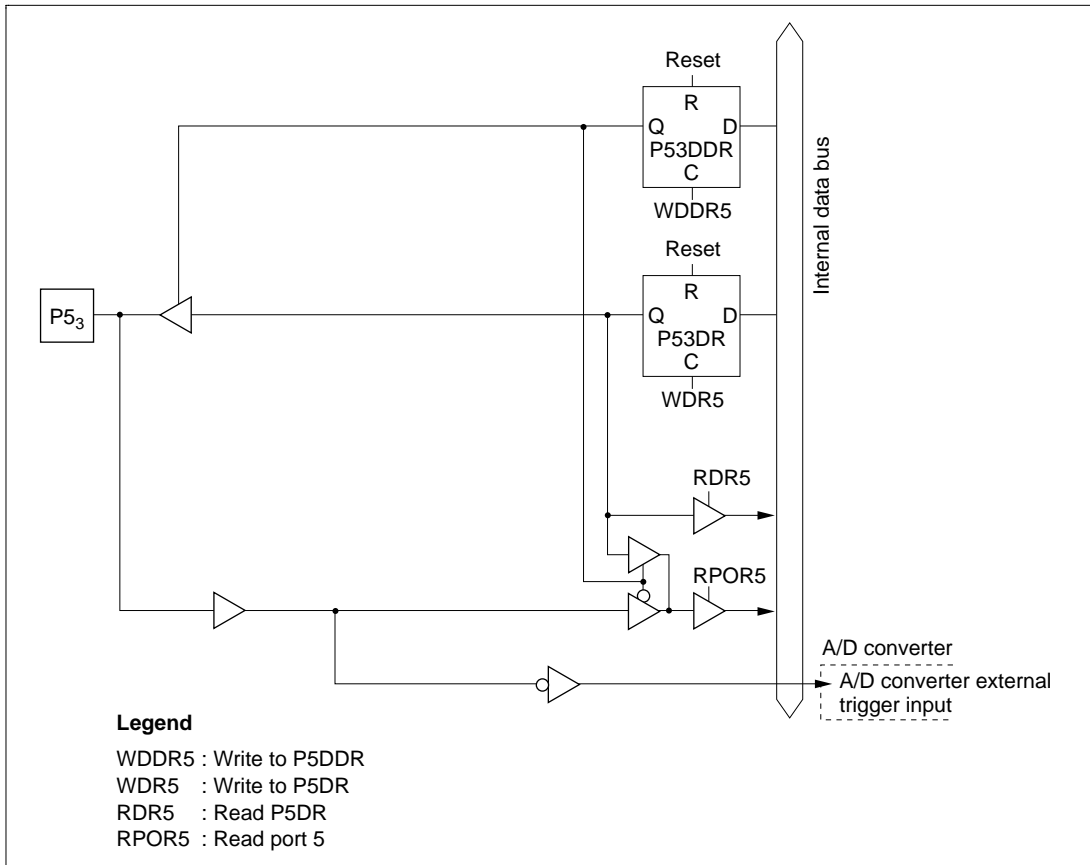 Reset
R
Q D
P53DDR
C
WDDR5
Internal data bus
Reset
R
P5₃
Q D
P53DR
C
WDR5
RDR5
RPOR5
A/D converter
A/D converter external
trigger input
Legend
WDDR5 : Write to P5DDR
WDR5 : Write to P5DR
RDR5 : Read P5DR
RPOR5 : Read port 5